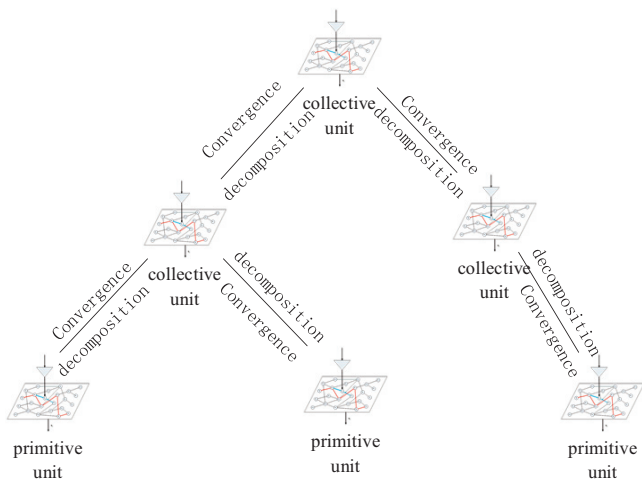 collective
unit
Convergence
decomposition
Convergence
decomposition
collective
unit
collective
unit
Convergence
decomposition
decomposition
Convergence
decomposition
Convergence
primitive
unit
primitive
unit
primitive
unit